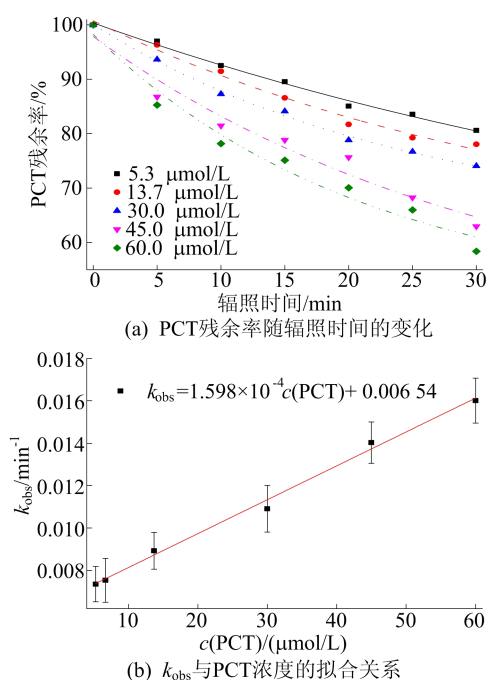 100
90
80
70
60
PCT残余率/%
5.3 μmol/L
13.7 μmol/L
30.0 μmol/L
45.0 μmol/L
60.0 μmol/L
0 5 10 15 20 25 30
辐照时间/min
(a) PCT残余率随辐照时间的变化
0.018
0.016
0.014
0.012
0.010
0.008
k_obs/min⁻¹
k_obs=1.598×10⁻⁴c(PCT)+0.006 54
10 20 30 40 50 60
c(PCT)/(μmol/L)
(b) k_obs与PCT浓度的拟合关系